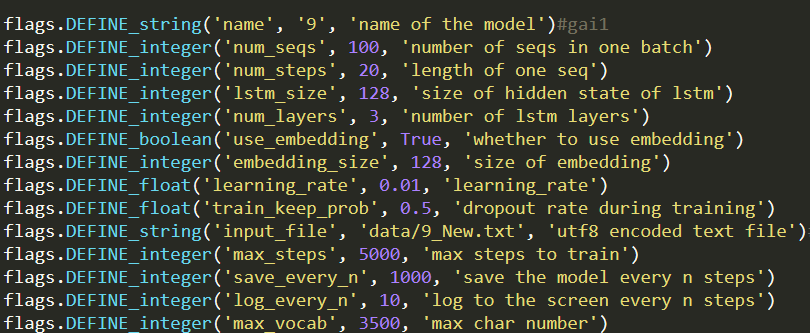 flags.DEFINE_string('name', '9', 'name of the model')#gai1
flags.DEFINE_integer('num_seqs', 100, 'number of seqs in one batch')
flags.DEFINE_integer('num_steps', 20, 'length of one seq')
flags.DEFINE_integer('lstm_size', 128, 'size of hidden state of lstm')
flags.DEFINE_integer('num_layers', 3, 'number of lstm layers')
flags.DEFINE_boolean('use_embedding', True, 'whether to use embedding')
flags.DEFINE_integer('embedding_size', 128, 'size of embedding')
flags.DEFINE_float('learning_rate', 0.01, 'learning_rate')
flags.DEFINE_float('train_keep_prob', 0.5, 'dropout rate during training')
flags.DEFINE_string('input_file', 'data/9_New.txt', 'utf8 encoded text file')
flags.DEFINE_integer('max_steps', 5000, 'max steps to train')
flags.DEFINE_integer('save_every_n', 1000, 'save the model every n steps')
flags.DEFINE_integer('log_every_n', 10, 'log to the screen every n steps')
flags.DEFINE_integer('max_vocab', 3500, 'max char number')